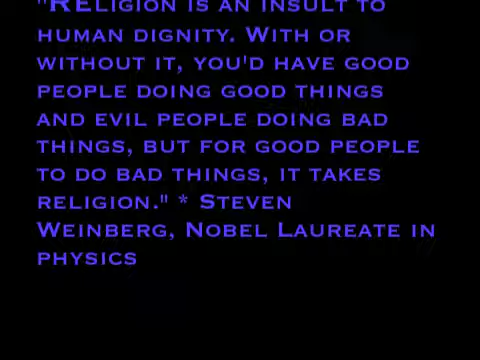 "RELIGION IS AN INSULT TO
HUMAN DIGNITY. WITH OR
WITHOUT IT, YOU'D HAVE GOOD
PEOPLE DOING GOOD THINGS
AND EVIL PEOPLE DOING BAD
THINGS, BUT FOR GOOD PEOPLE
TO DO BAD THINGS, IT TAKES
RELIGION." * STEVEN
WEINBERG, NOBEL LAUREATE IN
PHYSICS